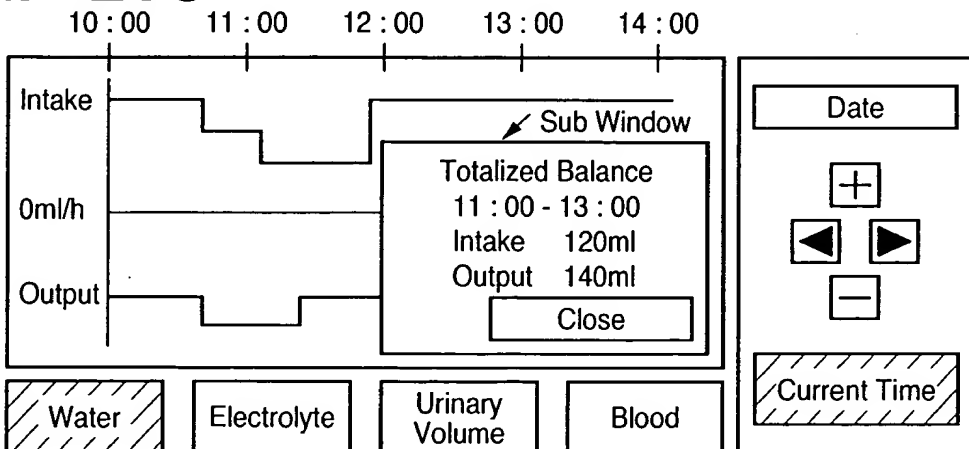 10 : 00 11 : 00 12 : 00 13 : 00 14 : 00
Intake
0ml/h
Output
Sub Window
Totalized Balance
11 : 00 - 13 : 00
Intake 120ml
Output 140ml
Close
Date
+
−
Current Time
Water
Electrolyte
Urinary
Volume
Blood